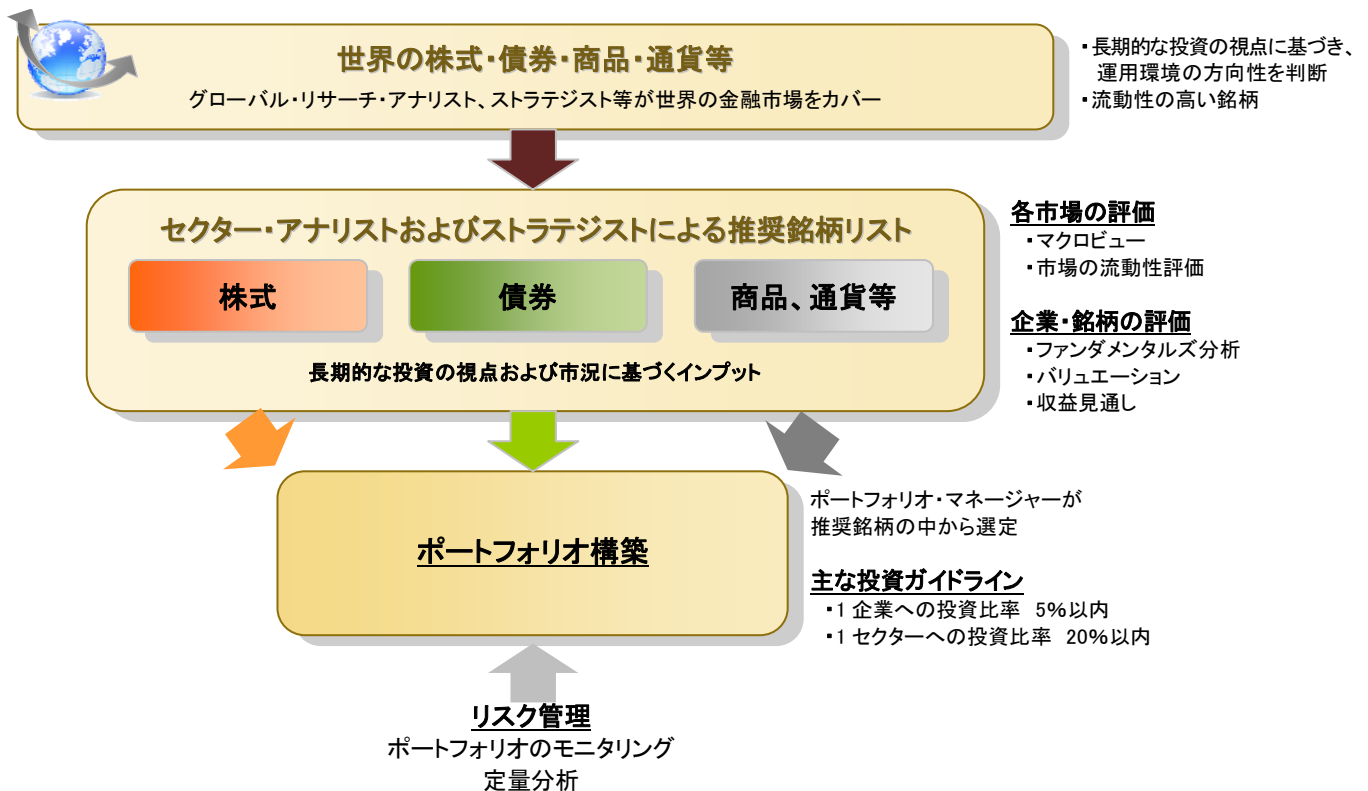 世界の株式・債券・商品・通貨等
グローバル・リサーチ・アナリスト、ストラテジスト等が世界の金融市場をカバー
・長期的な投資の視点に基づき、
運用環境の方向性を判断
・流動性の高い銘柄
セクター・アナリストおよびストラテジストによる推奨銘柄リスト
株式
債券
商品、通貨等
長期的な投資の視点および市況に基づくインプット
各市場の評価
・マクロビュー
・市場の流動性評価
企業・銘柄の評価
・ファンダメンタルズ分析
・バリュエーション
・収益見通し
ポートフォリオ構築
ポートフォリオ・マネージャーが
推奨銘柄の中から選定
主な投資ガイドライン
・1 企業への投資比率 5%以内
・1 セクターへの投資比率 20%以内
リスク管理
ポートフォリオのモニタリング
定量分析